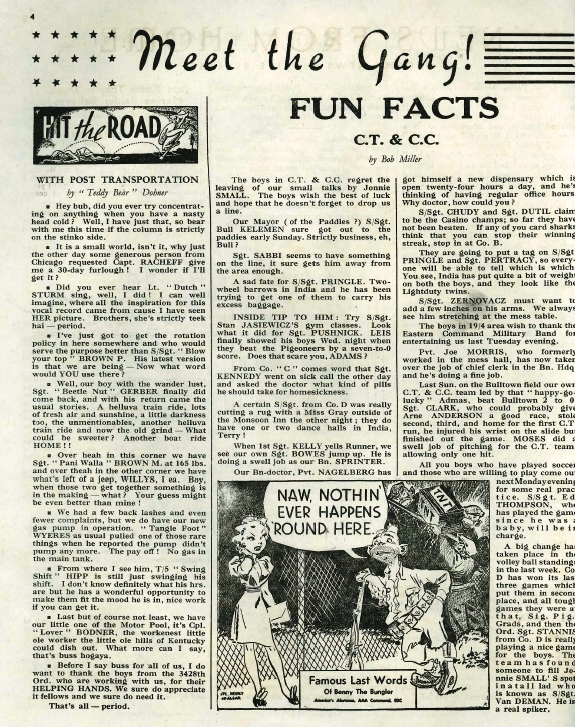 4
Meet the Gang!
HIT the ROAD
WITH POST TRANSPORTATION
by "Teddy Bear" Dohner
Hey bub, did you ever try concentrat-
ing on anything when you have a nasty
head cold? Well, I have just that, so bear
with me this time if the column is strictly
on the stinko side.
It is a small world, isn't it, why just
the other day some generous person from
Chicago requested Capt. RACHEFF give
me a 30-day furlough! I wonder if I'll
get it?
Did you ever hear Lt. "Dutch"
STURM sing, well, I did! I can well
imagine, where all the inspiration for this
vocal record came from cause I have seen
HER picture. Brothers, she's strictly teek
hai — period.
I've just got to get the rotation
policy in here somewhere and who would
serve the purpose better than S/Sgt. "Blow
your top" BROWN P. His latest version
is that we are being — Now what word
would YOU use there?
Well, our boy with the wander lust,
Sgt. "Beetle Nut" GERBER finally did
come back, and with his return came the
usual stories. A helluva train ride, lots
of fresh air and sunshine, a little darkness
too, the unmentionables, another helluva
train ride and now the old grind — What
could be sweeter? Another boat ride
HOME!!
Over heah in this corner we have
Sgt. "Pani Walla" BROWN M. at 165 lbs.
and over heah in the other corner we have
what's left of a jeep, WILLYS, 1 ea. Boy,
when those two get together something is
in the making — what? Your guess might
be even better than mine!
We had a few back lashes and even
fewer complaints, but we do have our new
gas pump in operation. "Tangle Foot"
WYERES as usual pulled one of those rare
things when he reported the pump didn't
pump any more. The pay off! No gas in
the main tank.
From where I see him, T/5 "Swing
Shift" HIPP is still just swinging his
shift. I don't know definitely what his hrs.
are but he has a wonderful opportunity to
make them fit the mood he is in, nice work
if you can get it.
Last but of course not least, we have
our little one of the Motor Pool, it's Cpl.
"Lover" BODNER, the workenest little
ole worker the little ole hills of Kentucky
could dish out. What more can I say,
that's buss hogaya.
Before I say buss for all of us, I do
want to thank the boys from the 3428th
Ord. who are working with us, for their
HELPING HANDS. We sure do appreciate
it fellows and we sure do need it.
That's all — period.
FUN FACTS
C.T. & C.C.
by Bob Miller
The boys in C.T. & C.C. regret the
leaving of our small talks by Jonnie
SMALL. The boys wish the best of luck
and hope that he doesn't forget to drop us
a line.
Our Mayor (of the Paddies?) S/Sgt.
Bull KELEMEN sure got out to the
paddies early Sunday. Strictly business, eh,
Bull?
Sgt. SABBI seems to have something
on the line, it sure gets him away from
the area enough.
A sad fate for S/Sgt. PRINGLE. Two-
wheel barrows in India and he has been
trying to get one of them to carry his
excess baggage.
INSIDE TIP TO HIM: Try S/Sgt.
Stan JASIEWICZ'S gym classes. Look
what it did for Sgt. PUSHNICK. LEIS
finally showed his boys Wed. night when
they beat the Pigeoneers by a seven-to-0
score. Does that scare you, ADAMS?
From Co. "C" comes word that Sgt.
KENNEDY went on sick call the other day
and asked the doctor what kind of pills
he should take for homesickness.
A certain S/Sgt. from Co. D was really
cutting a rug with a Miss Gray outside of
the Monsoon Inn the other night; they do
have one or two dance halls in India,
Terry!
When 1st Sgt. KELLY yells Runner, we
see our own Sgt. BOWES jump up. He is
doing a swell job as our Bn. SPRINTER.
Our Bn-doctor, Pvt. NAGELBERG has
got himself a new dispensary which is
open twenty-four hours a day, and he's
thinking of having regular office hours.
Why doctor, how could you?
S/Sgt. CHUDY and Sgt. DUTIL claim
to be the Casino champs; so far they have
not been beaten. If any of you card sharks
think that you can stop their winning
streak, stop in at Co. B.
They are going to put a tag on S/Sgt.
PRINGLE and Sgt. PERTRAGY, so every-
one will be able to tell which is which
You see, India has put quite a bit of weight
on both the boys, and they look like the
Lightduty twins.
S/Sgt. ZERNOVACZ must want to
add a few inches on his arms. We always
see him stretching at the mess table.
The boys in 19/4 area wish to thank the
Eastern Command Military Band for
entertaining us last Tuesday evening.
Pvt. Joe MORRIS, who formerly
worked in the mess hall, has now taken
over the job of chief clerk in the Bn. Hdq
and he's doing a fine job.
Last Sun. on the Bulltown field our own
C.T. & C.C. team led by that "happy-go-
lucky" Admas, beat Bulltown 2 to
Sgt. CLARK, who could probably give
Arne ANDERSON a good race, stole
second, third, and home for the first C.T.
run, he injured his wrist on the slide but
finished out the game. MOSES did a
swell job of pitching for the C.T. team
allowing only one hit.
All you boys who have played soccer
and those who are willing to play come out
next Monday evening
for some real prac
tice. S/Sgt. Ed
THOMPSON, who
has played the game
since he was a
baby, will be in
charge.
A big change has
taken place in the
volley ball standings
in the last week. Co.
D has won its last
three games which
put them in second
place, and all tough
games they were at
that, Sig, Pig.
Grads, and then the
Ord. Sgt. STANNIS
from Co. D is really
playing a nice game
for the boys. The
team has found
someone to fill Jo-
nnie SMALL'S spot
in a tall lad who
is known as S/Sgt.
Van DEMAN. He is
a real spiker.
NAW, NOTHIN'
EVER HAPPENS
'ROUND HERE.
TNT
Famous Last Words
Of Benny The Bungler
America's Alertmen, AAA Command, EDC